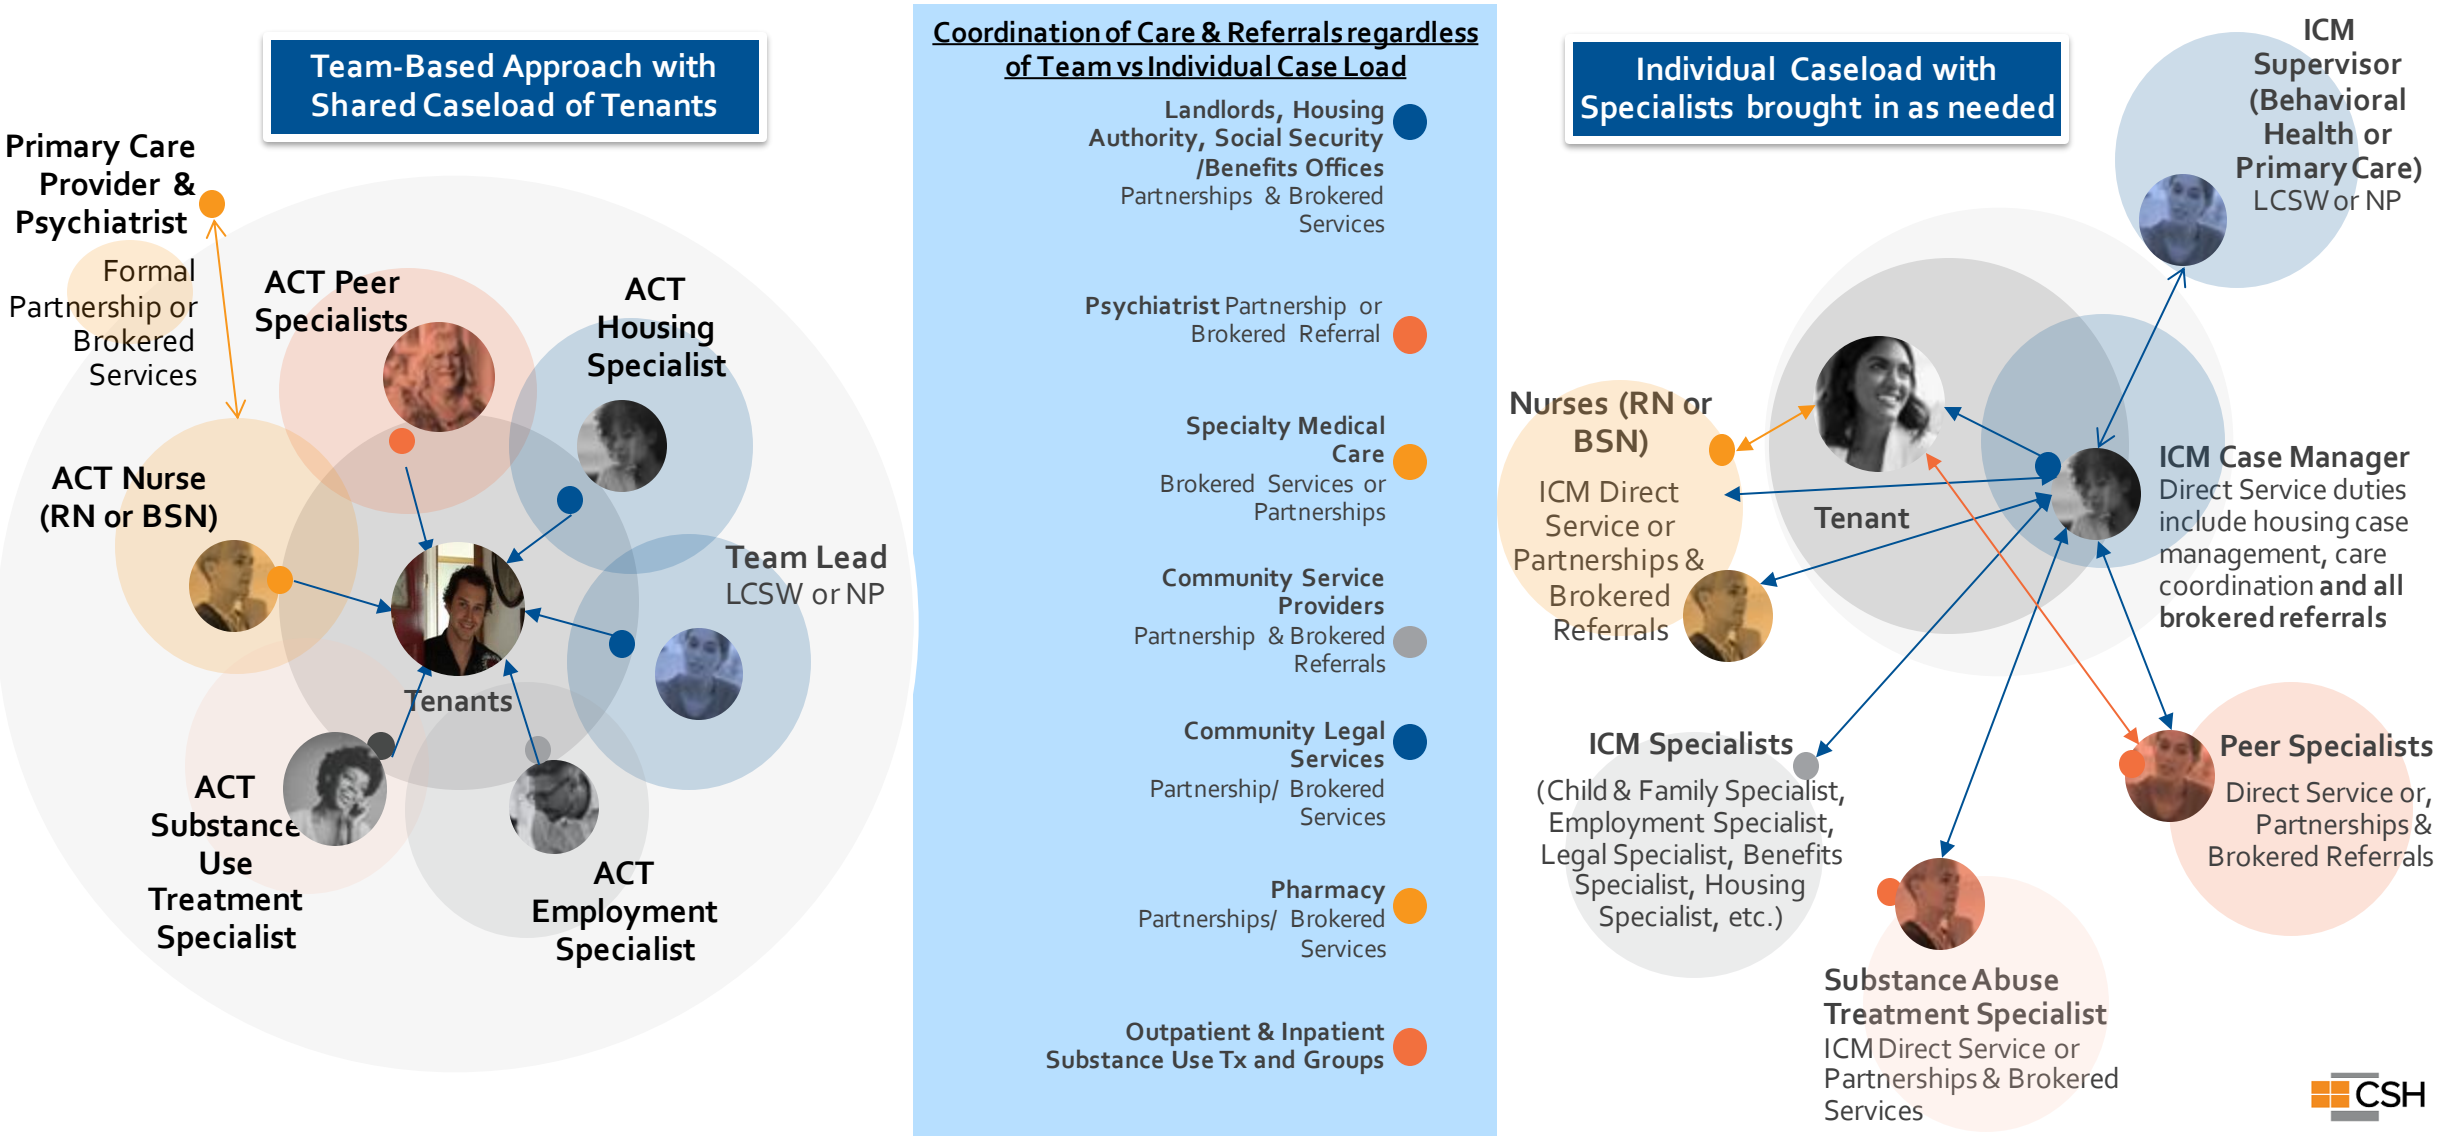 Team-Based Approach with
Shared Caseload of Tenants
Primary Care
Provider &
Psychiatrist
Formal
Partnership or
Brokered
Services
ACT Peer
Specialists
ACT
Housing
Specialist
ACT Nurse
(RN or BSN)
Team Lead
LCSW or NP
Tenants
ACT
Substance
Use
Treatment
Specialist
ACT
Employment
Specialist
Coordination of Care & Referrals regardless
of Team vs Individual Case Load
Landlords, Housing
Authority, Social Security
/Benefits Offices
Partnerships & Brokered
Services
Psychiatrist Partnership or
Brokered Referral
Specialty Medical
Care
Brokered Services or
Partnerships
Community Service
Providers
Partnership & Brokered
Referrals
Community Legal
Services
Partnership/ Brokered
Services
Pharmacy
Partnerships/ Brokered
Services
Outpatient & Inpatient
Substance Use Tx and Groups
Individual Caseload with
Specialists brought in as needed
ICM
Supervisor
(Behavioral
Health or
Primary Care)
LCSW or NP
Nurses (RN or
BSN)
ICM Direct
Service or
Partnerships &
Brokered
Referrals
Tenant
ICM Case Manager
Direct Service duties
include housing case
management, care
coordination and all
brokered referrals
ICM Specialists
(Child & Family Specialist,
Employment Specialist,
Legal Specialist, Benefits
Specialist, Housing
Specialist, etc.)
Peer Specialists
Direct Service or,
Partnerships &
Brokered Referrals
Substance Abuse
Treatment Specialist
ICM Direct Service or
Partnerships & Brokered
Services
CSH